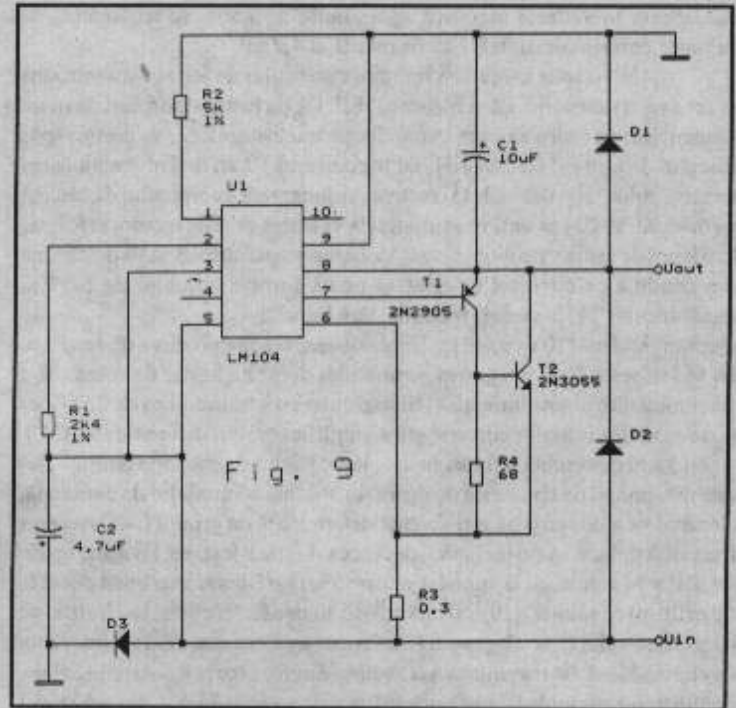 R2
5k
1%
U1
C1
10uF
D1
1
2
3
4
5
10
9
8
7
6
T1
2N2905
Uout
LM104
T2
2N3055
R1
2K4
1%
Fig. 9
D2
R4
68
C2
4.7uF
R3
0.3
D3
Uin